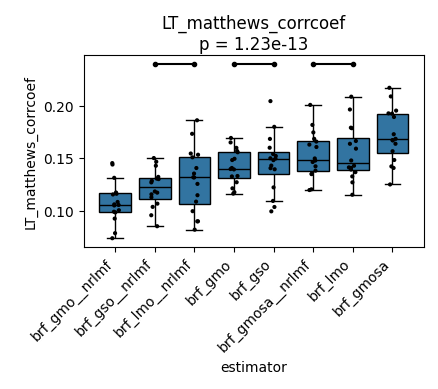 LT_matthews_corrcoef
p = 1.23e-13
LT_matthews_corrcoef
0.20
0.15
0.10
brf_gmo__nrlmf
brf_gso__nrlmf
brf_lmo__nrlmf
brf_gmo
brf_gso
brf_gmosa__nrlmf
brf_lmo
brf_gmosa
estimator